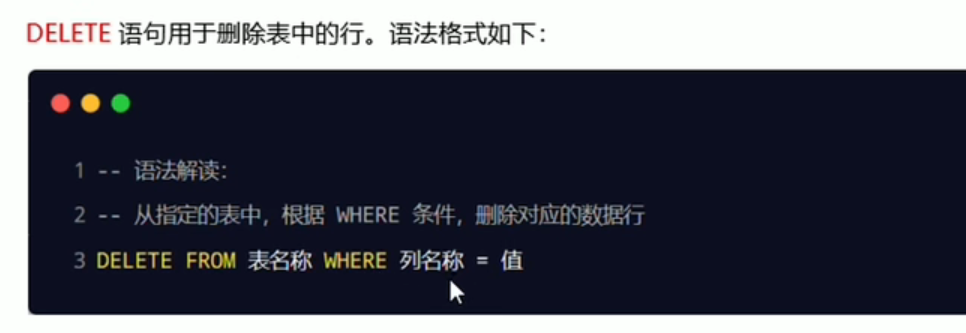 DELETE 语句用于删除表中的行。语法格式如下：
1 -- 语法解读：
2 -- 从指定的表中，根据 WHERE 条件，删除对应的数据行
3 DELETE FROM 表名称 WHERE 列名称 = 值